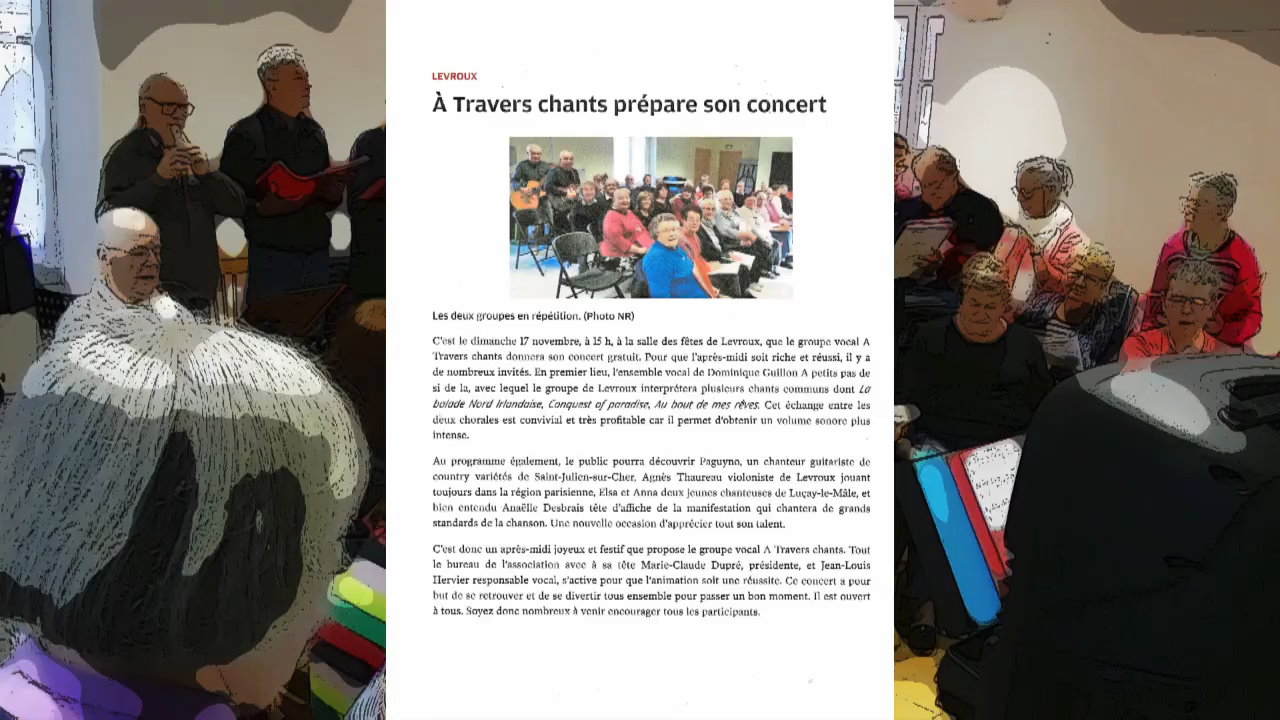 LEVROUX
À Travers chants prépare son concert
Les deux groupes en répétition. (Photo NR)
C'est le dimanche 17 novembre, à 15 h, à la salle des fêtes de Levroux, que le groupe vocal A
Travers chants donnera son concert gratuit. Pour que l'après-midi soit riche et réussi, il y a
de nombreux invités. En premier lieu, l'ensemble vocal de Dominique Guillon A petits pas de
si de la, avec lequel le groupe de Levroux interprétera plusieurs chants communs dont La
balade Nord Irlandaise, Conquest of paradise, Au bout de mes rêves. Cet échange entre les
deux chorales est convivial et très profitable car il permet d'obtenir un volume sonore plus
intense.
Au programme également, le public pourra découvrir Paguyno, un chanteur guitariste de
country variétés de Saint-Julien-sur-Cher, Agnès Thaureau violoniste de Levroux jouant
toujours dans la région parisienne, Elsa et Anna deux jeunes chanteuses de Luçay-le-Mâle, et
bien entendu Anaëlle Desbrais tête d'affiche de la manifestation qui chantera de grands
standards de la chanson. Une nouvelle occasion d'apprécier tout son talent.
C'est donc un après-midi joyeux et festif que propose le groupe vocal A Travers chants. Tout
le bureau de l'association avec à sa tête Marie-Claude Dupré, présidente, et Jean-Louis
Hervier responsable vocal, s'active pour que l'animation soit une réussite. Ce concert a pour
but de se retrouver et de se divertir tous ensemble pour passer un bon moment. Il est ouvert
à tous. Soyez donc nombreux à venir encourager tous les participants.